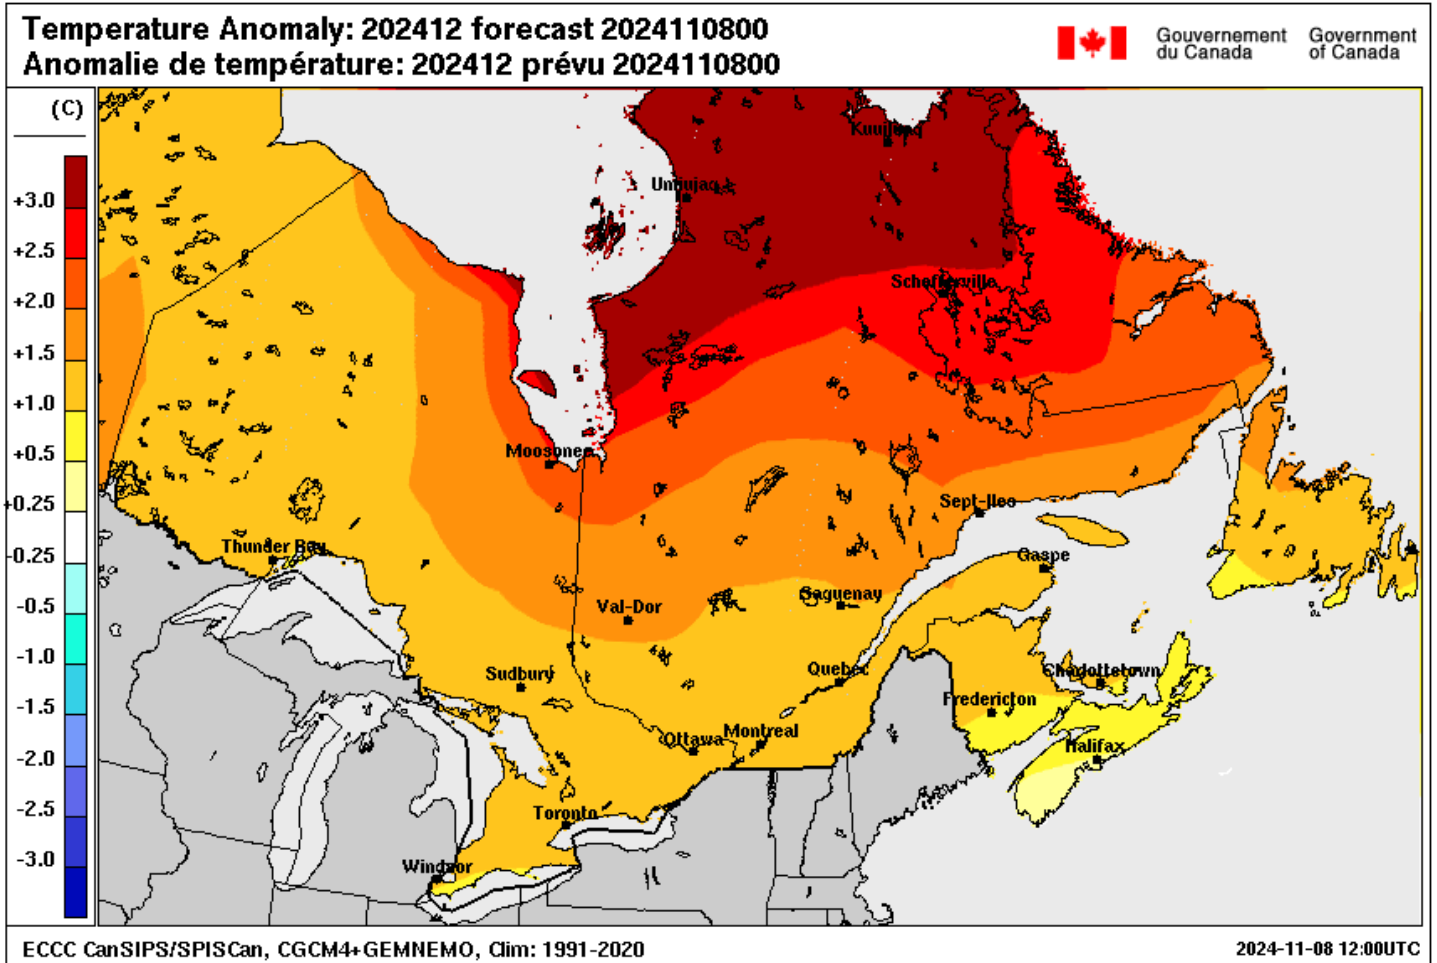 Temperature Anomaly: 202412 forecast 2024110800
Anomalie de température: 202412 prévu 2024110800
Gouvernement
du Canada
Government
of Canada
(C)
+3.0
+2.5
+2.0
+1.5
+1.0
+0.5
+0.25
-0.25
-0.5
-1.0
-1.5
-2.0
-2.5
-3.0
Kuujjuaq
Umiujaq
Schefferville
Moosonee
Sept-Iles
Thunder Bay
Gaspe
Val-Dor
Saguenay
Sudbury
Quebec
Charlottetown
Fredericton
Ottawa
Montreal
Halifax
Toronto
Windsor
ECCC CanSIPS/SPISCan, CGCM4+GEMNEMO, Clim: 1991-2020
2024-11-08 12:00UTC